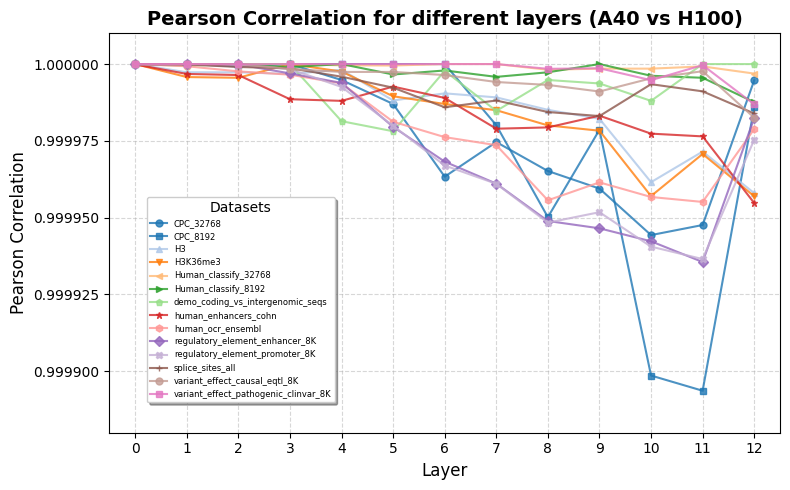 Pearson Correlation for different layers (A40 vs H100)
Pearson Correlation
1.000000
0.999975
0.999950
0.999925
0.999900
Datasets
CPC_32768
CPC_8192
H3
H3K36me3
Human_classify_32768
Human_classify_8192
demo_coding_vs_intergenomic_seqs
human_enhancers_cohn
human_ocr_ensembl
regulatory_element_enhancer_8K
regulatory_element_promoter_8K
splice_sites_all
variant_effect_causal_eqtl_8K
variant_effect_pathogenic_clinvar_8K
0 1 2 3 4 5 6 7 8 9 10 11 12
Layer